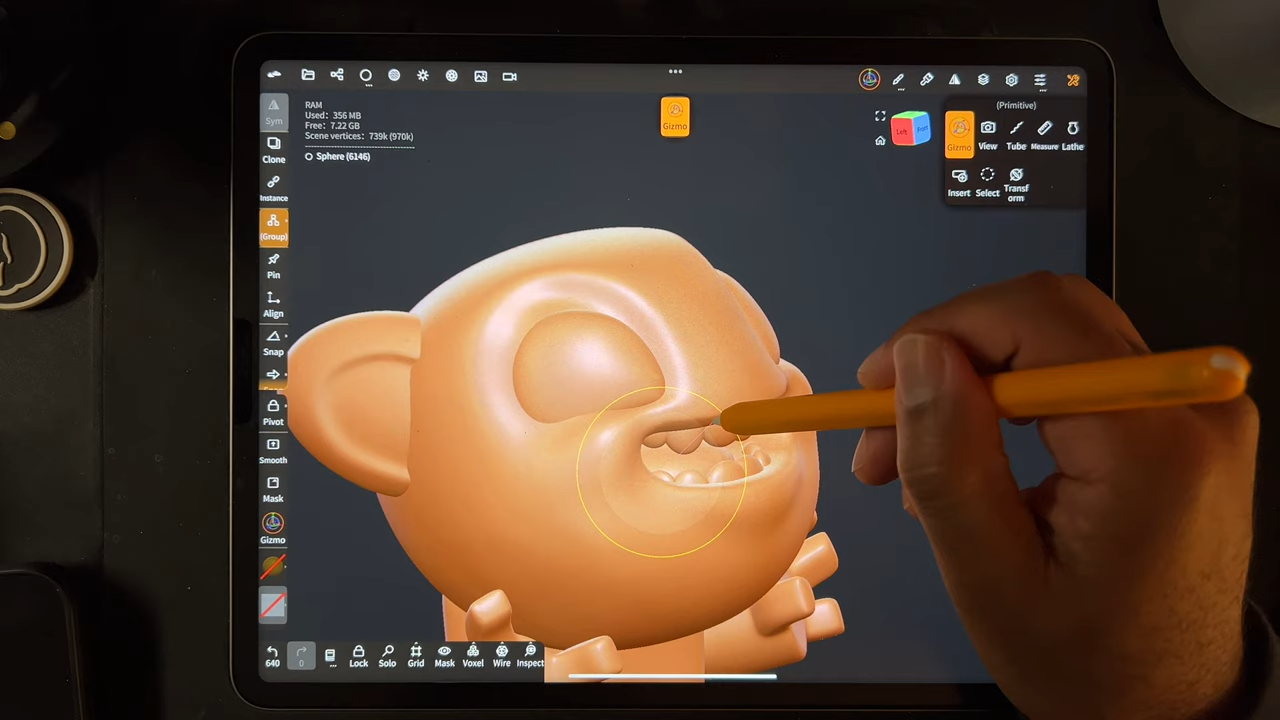 RAM
Used: 356 MB
Free: 7.22 GB
Scene vertices: 739k (970k)
Sphere (6146)
Gizmo
Left
Front
(Primitive)
Gizmo
View
Tube
Measure
Lathe
Insert
Select
Transf
orm
Sym
Clone
Instance
(Group)
Pin
Align
Snap
Pivot
Smooth
Mask
Gizmo
640
0
Lock
Solo
Grid
Mask
Voxel
Wire
Inspect